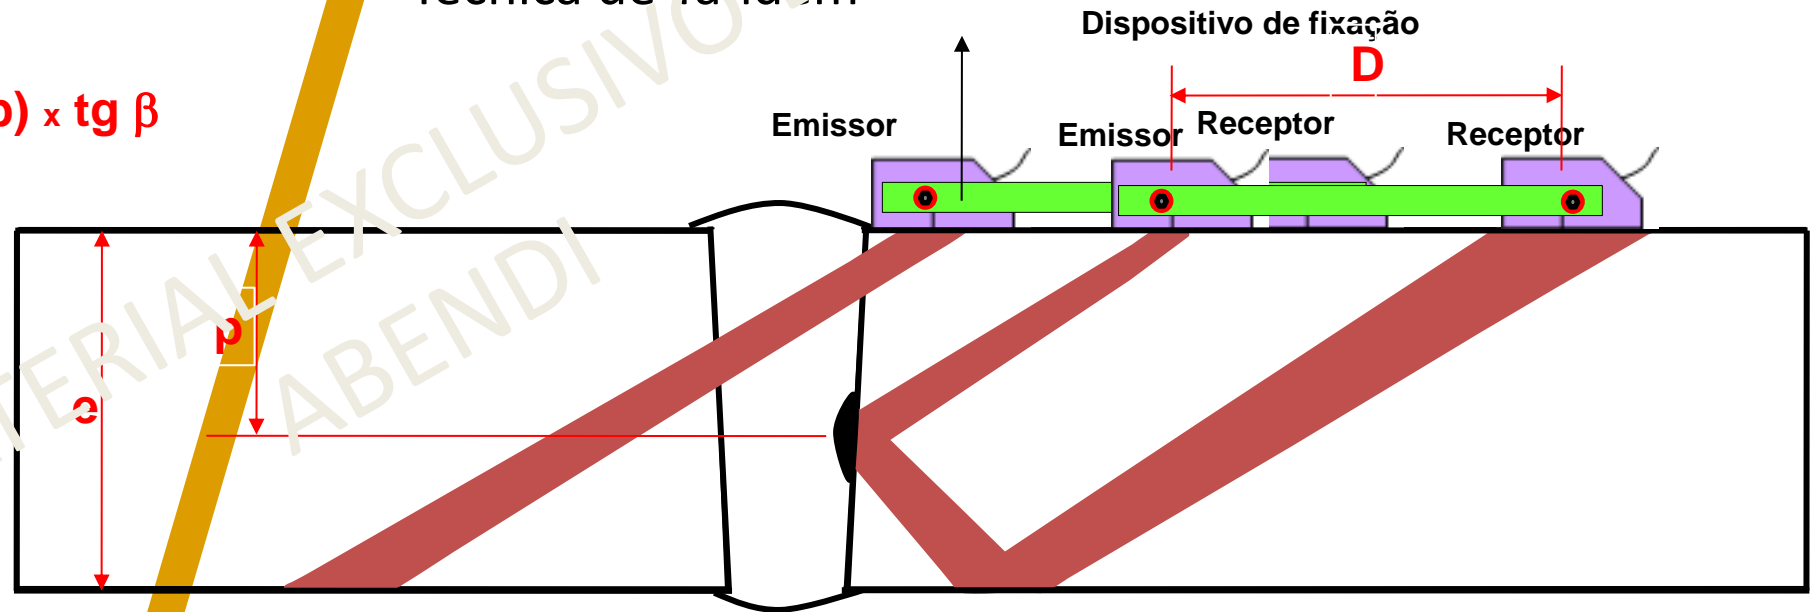 Dispositivo de fixação
D
) x tg β
Emissor
Emissor
Receptor
Receptor
p
e
EXCLUSIVO
ABENDI